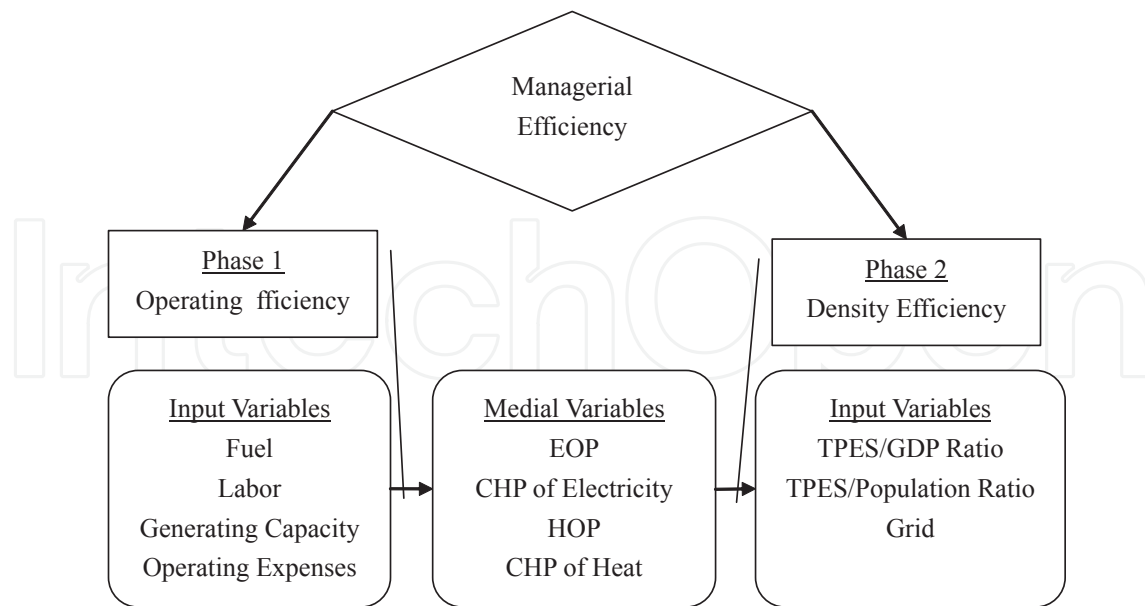 Managerial
Efficiency
Phase 1
Operating fficiency
Phase 2
Density Efficiency
Input Variables
Fuel
Labor
Generating Capacity
Operating Expenses
Medial Variables
EOP
CHP of Electricity
HOP
CHP of Heat
Input Variables
TPES/GDP Ratio
TPES/Population Ratio
Grid
IntechOpen